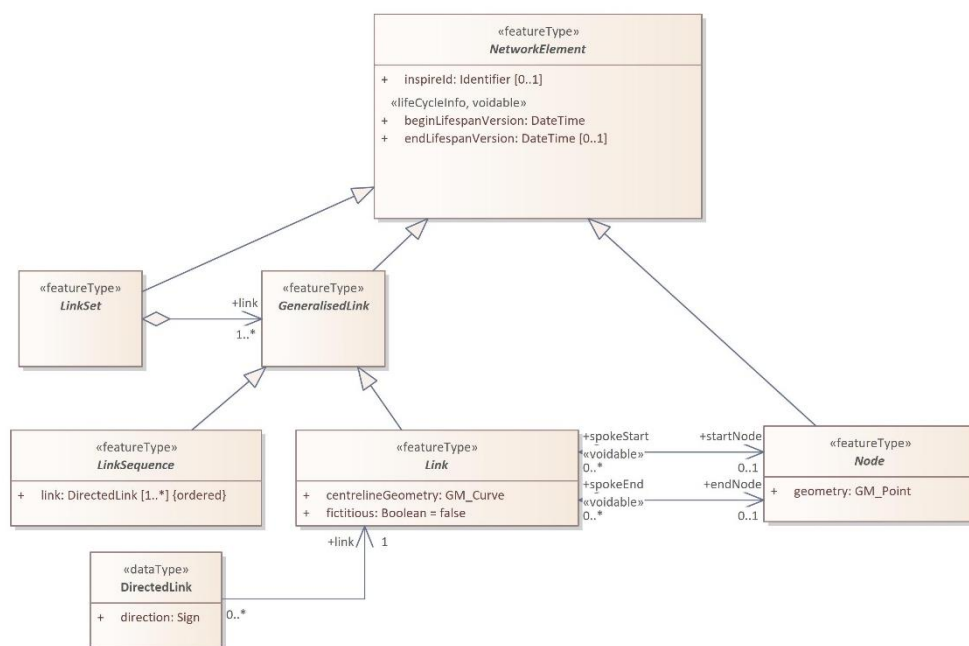 «featureType»
NetworkElement
+ inspireId: Identifier [0..1]
«lifeCycleInfo, voidable»
+ beginLifespanVersion: DateTime
+ endLifespanVersion: DateTime [0..1]
«featureType»
LinkSet
+link
1..*
«featureType»
GeneralisedLink
«featureType»
LinkSequence
+ link: DirectedLink [1..*] {ordered}
«featureType»
Link
+ centrelineGeometry: GM_Curve
+ fictitious: Boolean = false
+spokeStart
«voidable»
0..*
+startNode
0..1
+spokeEnd
«voidable»
0..*
+endNode
0..1
«featureType»
Node
+ geometry: GM_Point
+link
1
«dataType»
DirectedLink
+ direction: Sign
0..*